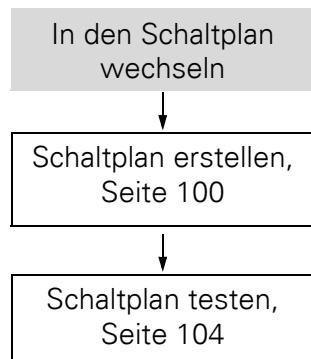 In den Schaltplan
wechseln
Schaltplan erstellen,
Seite 100
Schaltplan testen,
Seite 104